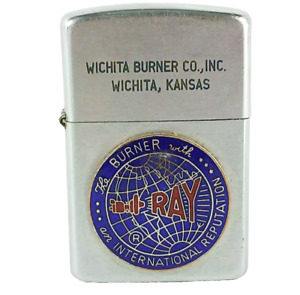 WICHITA BURNER CO., INC.
WICHITA, KANSAS
The BURNER with
RAY
®
an INTERNATIONAL REPUTATION